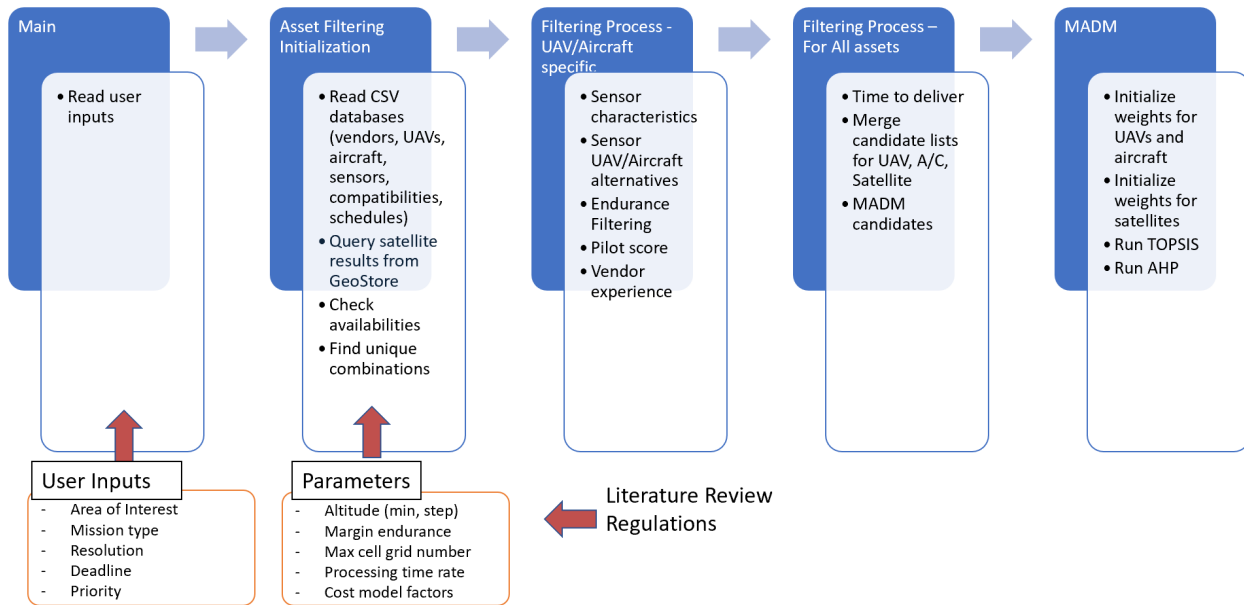 Main
• Read user
inputs
Asset Filtering
Initialization
• Read CSV
databases
(vendors, UAVs,
aircraft,
sensors,
compatibilities,
schedules)
• Query satellite
results from
GeoStore
• Check
availabilities
• Find unique
combinations
Filtering Process -
UAV/Aircraft
specific
• Sensor
characteristics
• Sensor
UAV/Aircraft
alternatives
• Endurance
Filtering
• Pilot score
• Vendor
experience
Filtering Process –
For All assets
• Time to deliver
• Merge
candidate lists
for UAV, A/C,
Satellite
• MADM
candidates
MADM
• Initialize
weights for
UAVs and
aircraft
• Initialize
weights for
satellites
• Run TOPSIS
• Run AHP
User Inputs
- Area of Interest
- Mission type
- Resolution
- Deadline
- Priority
Parameters
- Altitude (min, step)
- Margin endurance
- Max cell grid number
- Processing time rate
- Cost model factors
Literature Review
Regulations